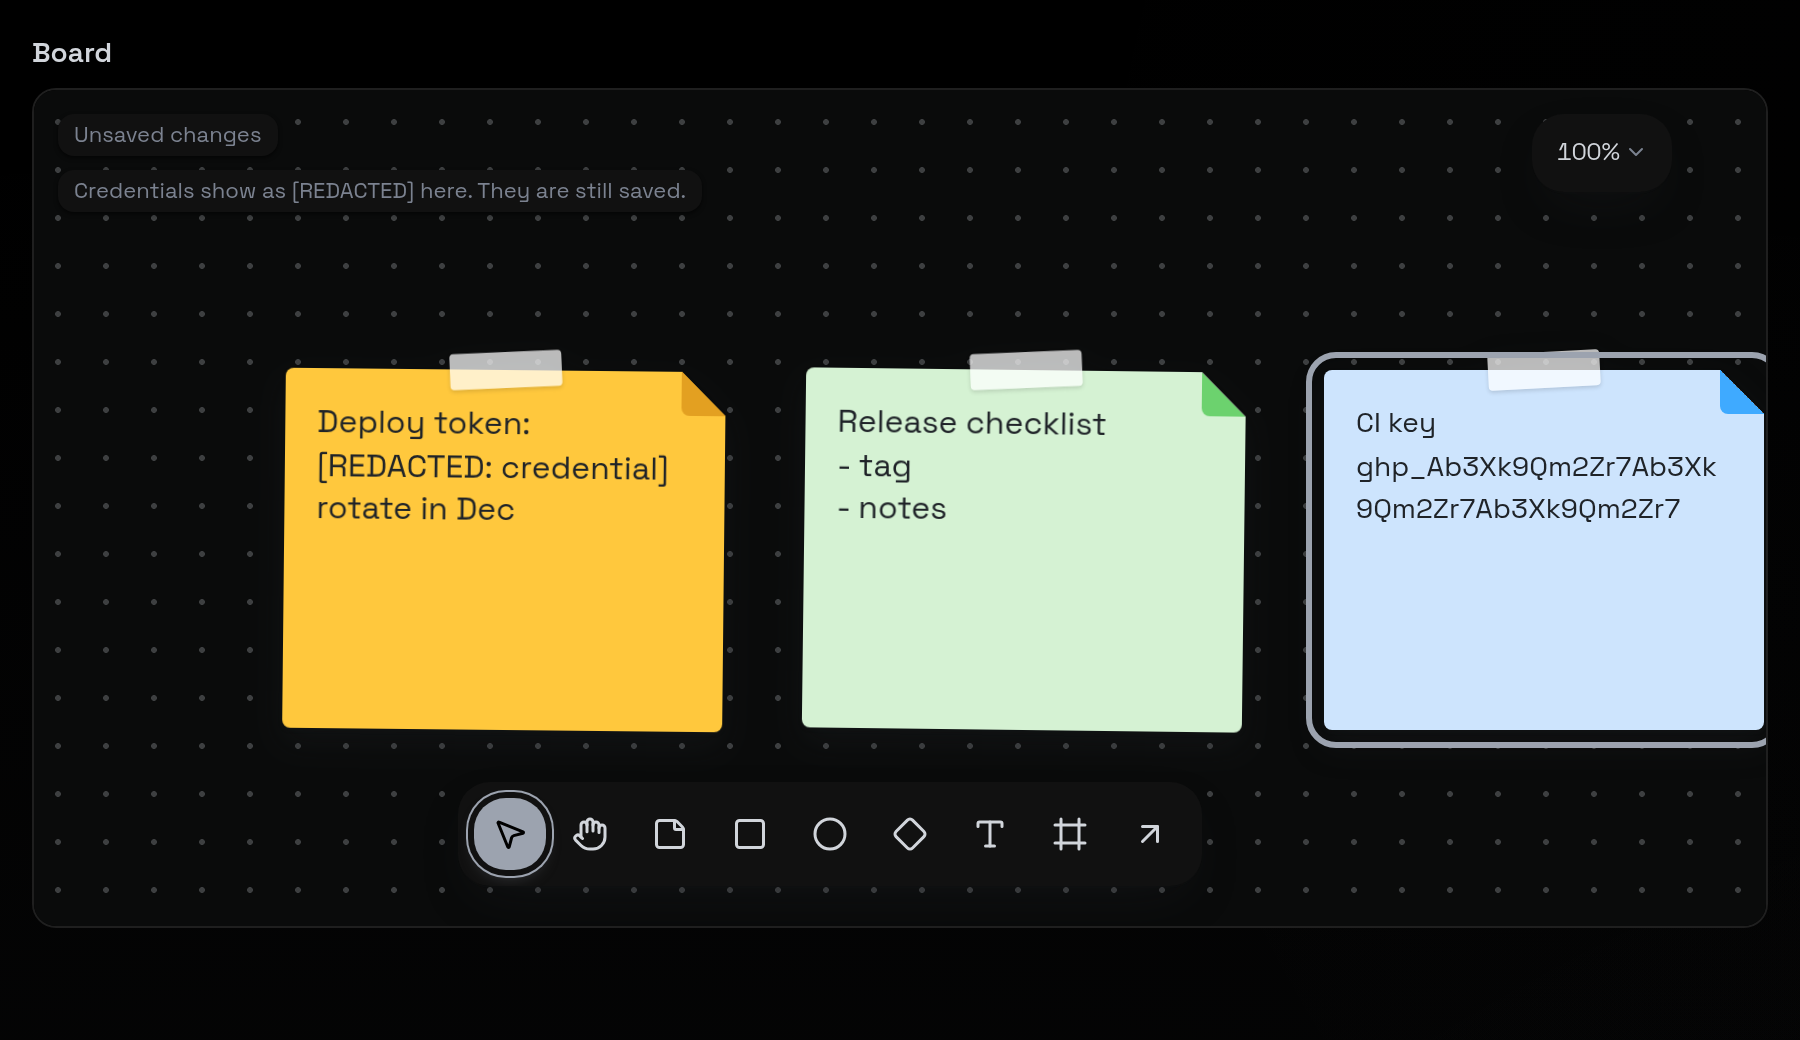 Board
Unsaved changes
100%
Credentials show as [REDACTED] here. They are still saved.
Deploy token:
[REDACTED: credential]
rotate in Dec
Release checklist
- tag
- notes
CI key
ghp_Ab3Xk9Qm2Zr7Ab3Xk
9Qm2Zr7Ab3Xk9Qm2Zr7